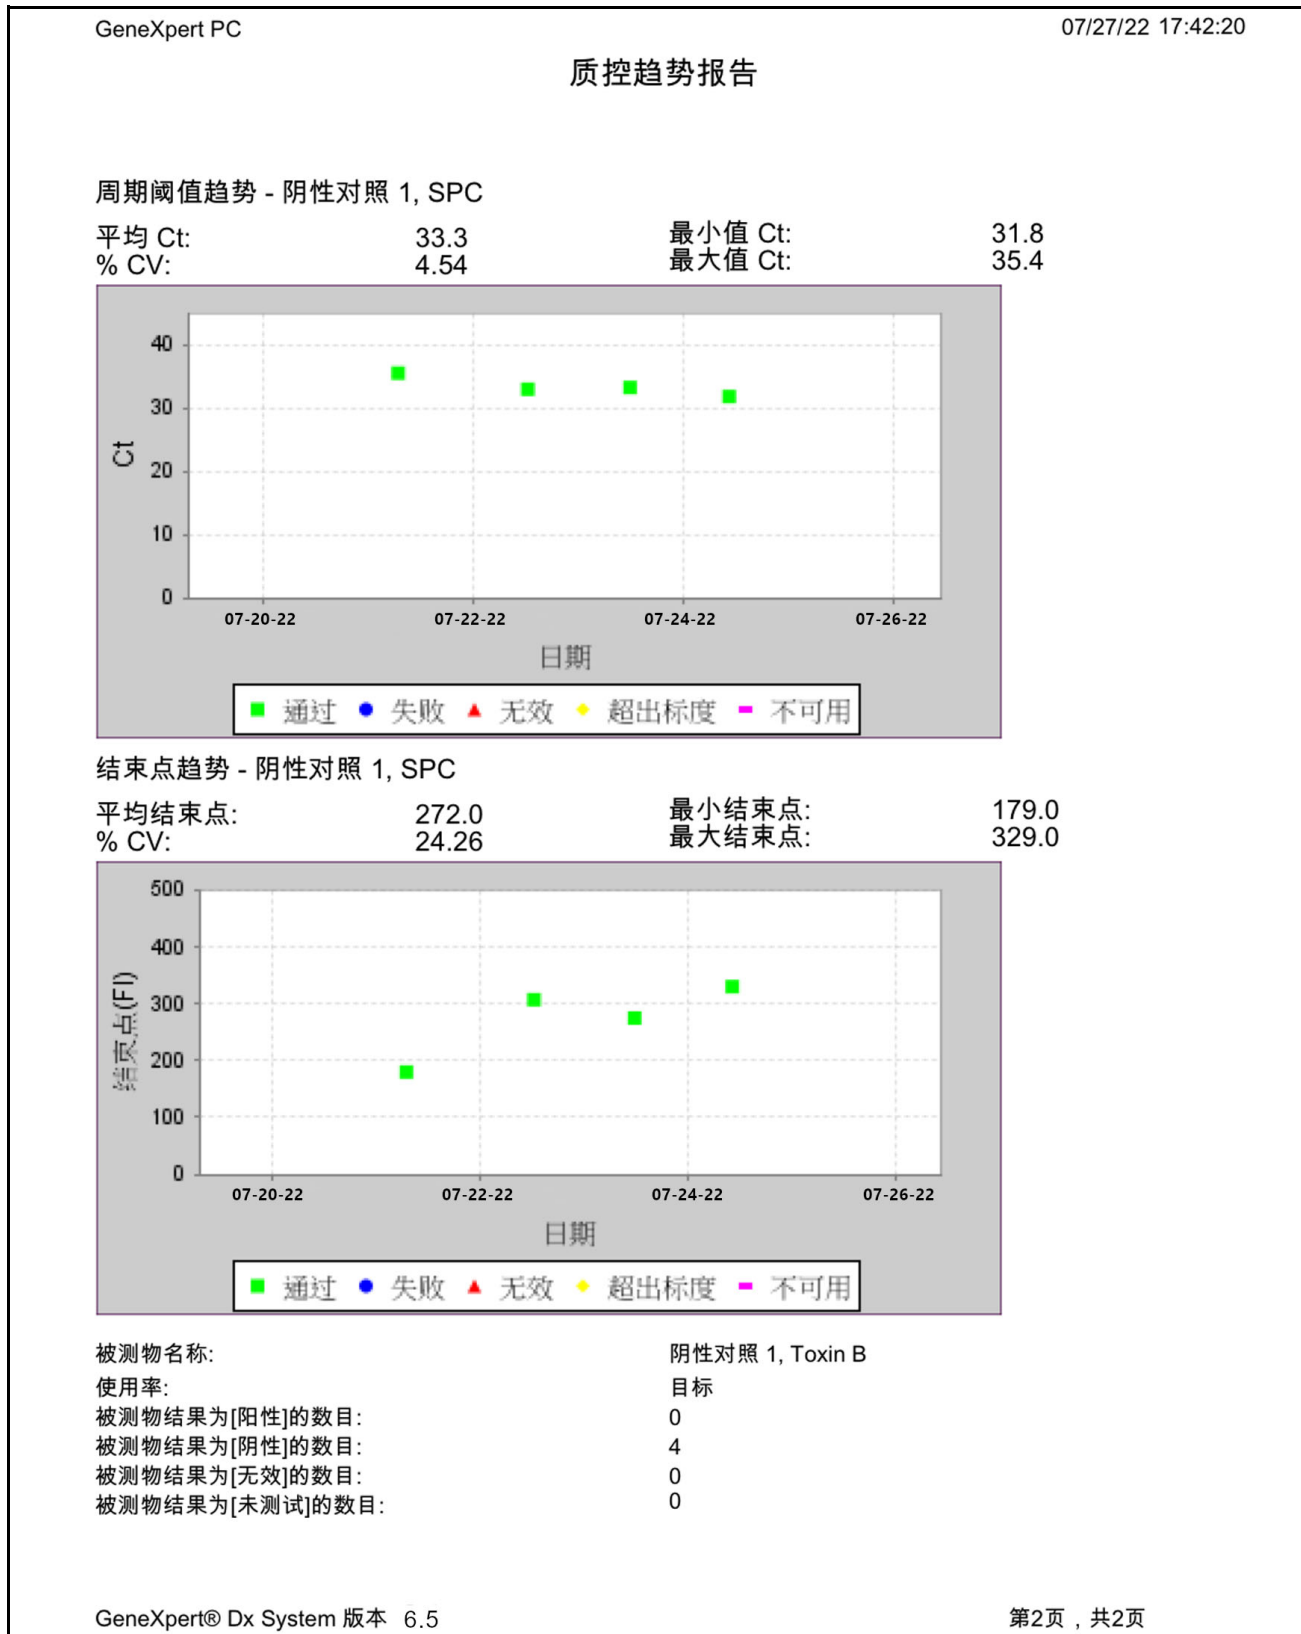 GeneXpert PC 07/27/22 17:42:20
质控趋势报告
周期阈值趋势 - 阴性对照 1, SPC
平均 Ct: 33.3 最小值 Ct: 31.8
% CV: 4.54 最大值 Ct: 35.4
40
30
20
10
0
Ct
07-20-22 07-22-22 07-24-22 07-26-22
日期
通过 失败 无效 超出标度 不可用
结束点趋势 - 阴性对照 1, SPC
平均结束点: 272.0 最小结束点: 179.0
% CV: 24.26 最大结束点: 329.0
500
400
300
200
100
0
结束点(Fl)
07-20-22 07-22-22 07-24-22 07-26-22
日期
通过 失败 无效 超出标度 不可用
被测物名称: 阴性对照 1, Toxin B
使用率: 目标
被测物结果为[阳性]的数目: 0
被测物结果为[阴性]的数目: 4
被测物结果为[无效]的数目: 0
被测物结果为[未测试]的数目: 0
GeneXpert® Dx System 版本 6.5 第2页，共2页